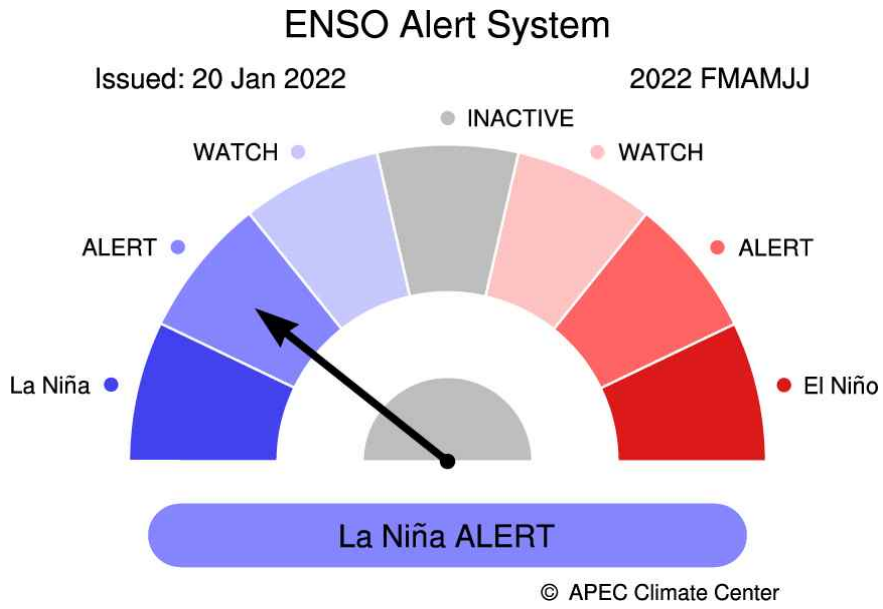 ENSO Alert System
Issued: 20 Jan 2022
2022 FMAMJJ
INACTIVE
WATCH
WATCH
ALERT
ALERT
La Niña
El Niño
La Niña ALERT
© APEC Climate Center